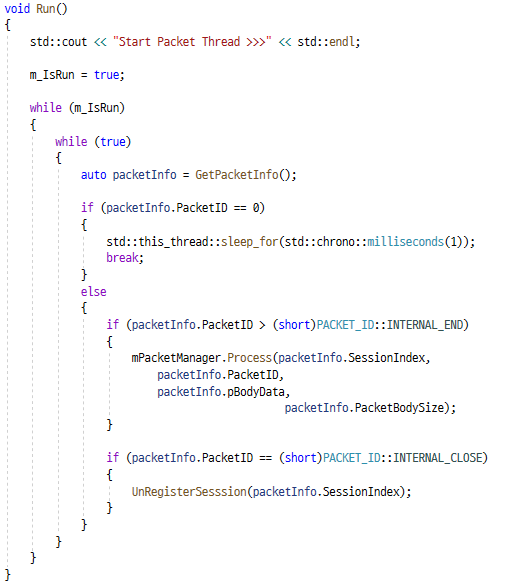 void Run()
{
    std::cout << "Start Packet Thread >>>" << std::endl;

    m_IsRun = true;

    while (m_IsRun)
    {
        while (true)
        {
            auto packetInfo = GetPacketInfo();

            if (packetInfo.PacketID == 0)
            {
                std::this_thread::sleep_for(std::chrono::milliseconds(1));
                break;
            }
            else
            {
                if (packetInfo.PacketID > (short)PACKET_ID::INTERNAL_END)
                {
                    mPacketManager.Process(packetInfo.SessionIndex,
                        packetInfo.PacketID,
                        packetInfo.pBodyData,
                                            packetInfo.PacketBodySize);
                }

                if (packetInfo.PacketID == (short)PACKET_ID::INTERNAL_CLOSE)
                {
                    UnRegisterSesssion(packetInfo.SessionIndex);
                }
            }
        }
    }
}